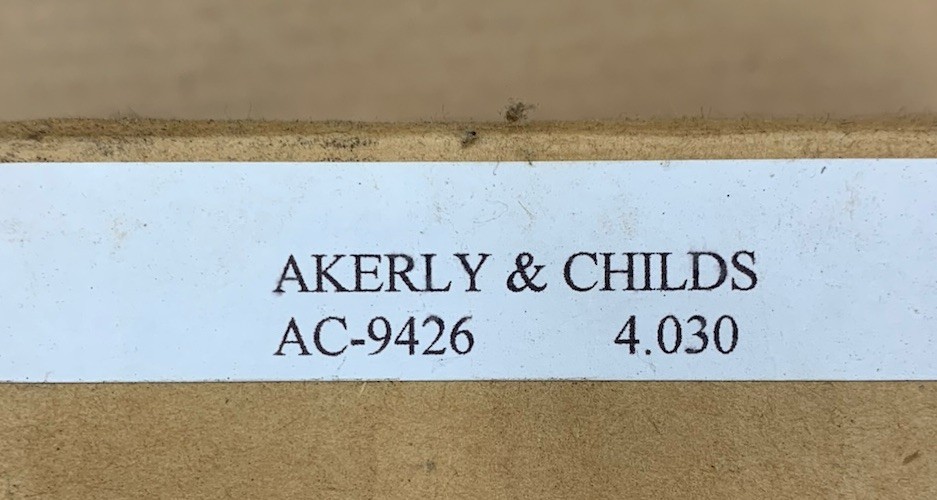 AKERLY & CHILDS
AC-9426 4.030